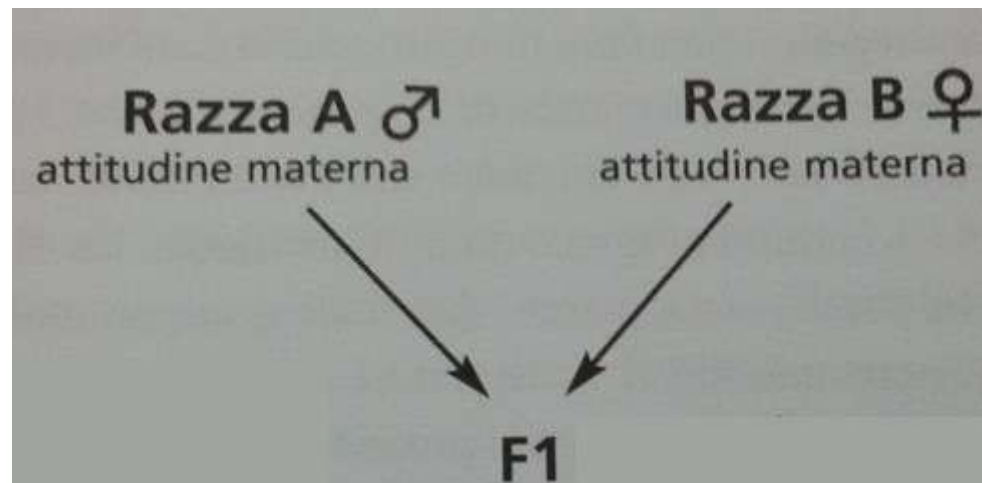 Razza A ♂ Razza B ♀
attitudine materna attitudine materna
F1